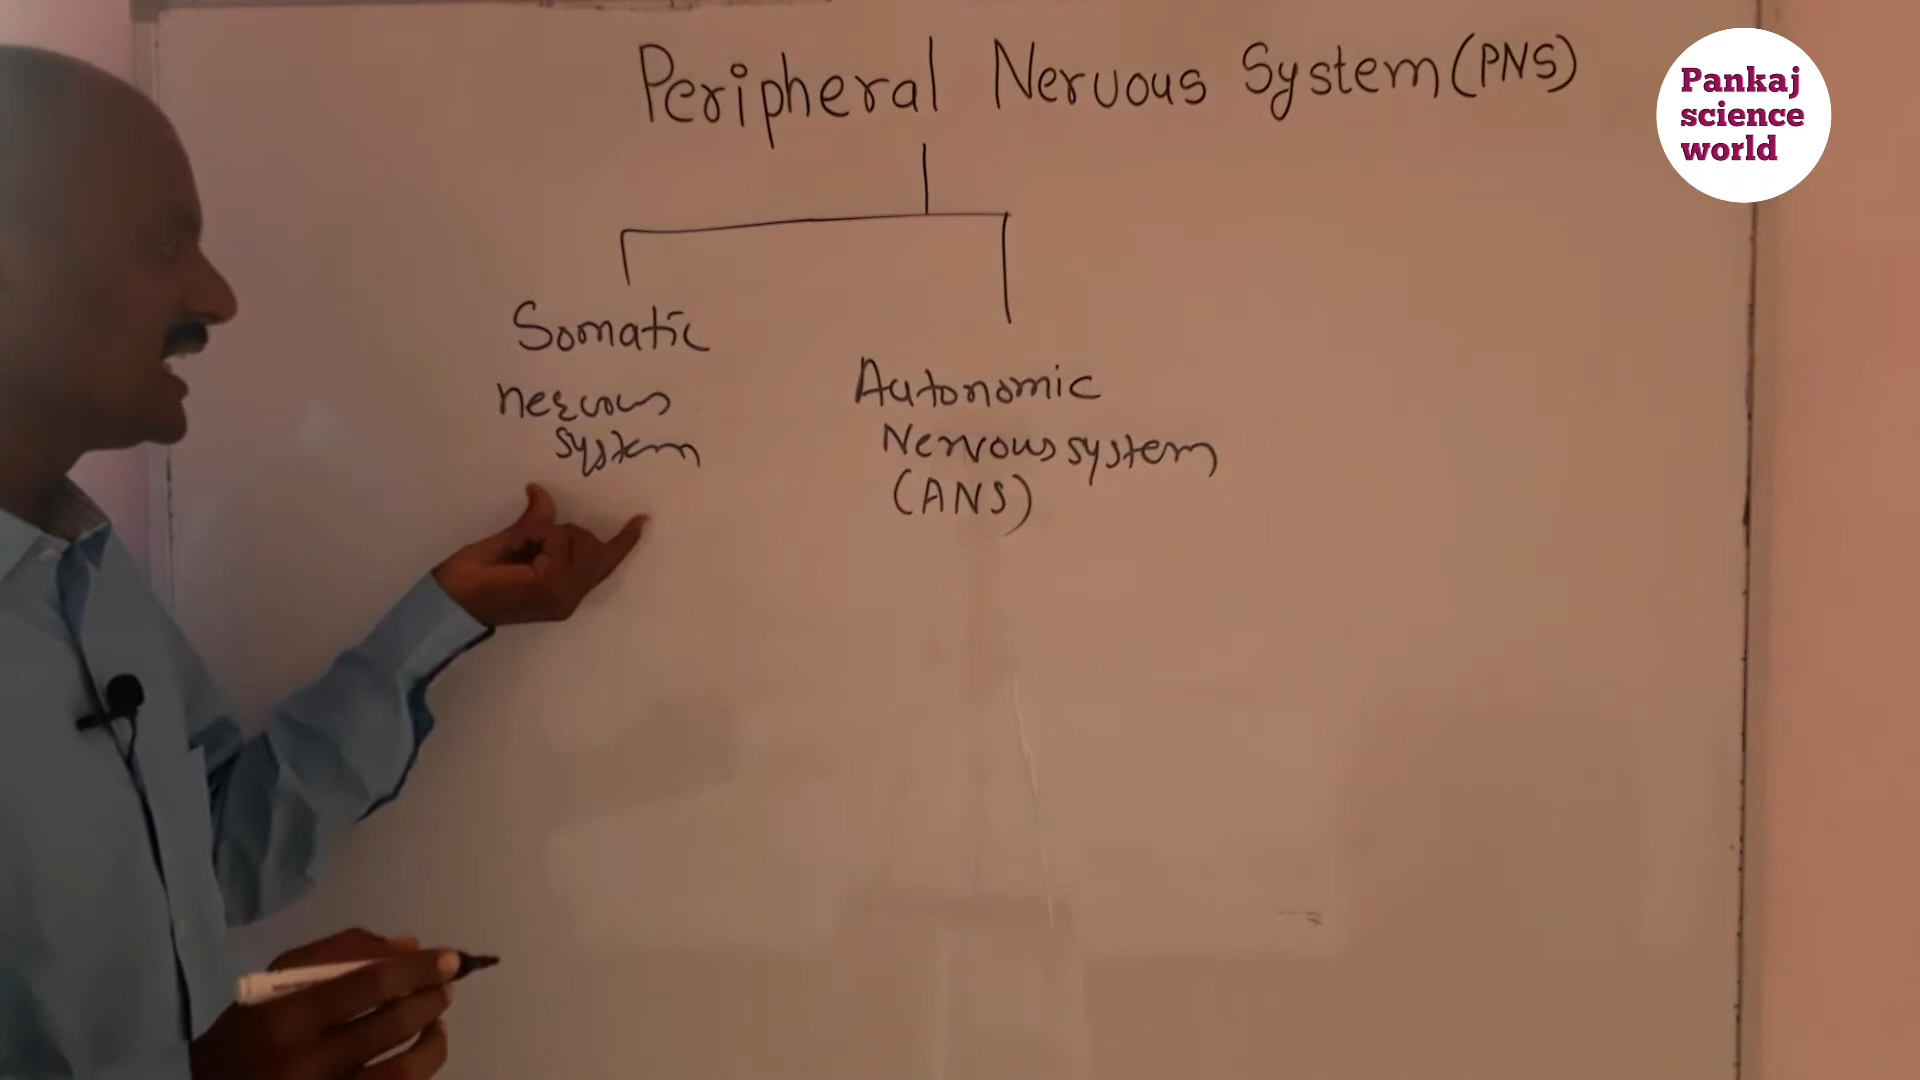 Peripheral Nervous System (PNS)
Somatic
nervous
system
Autonomic
Nervous system
(ANS)
Pankaj
science
world